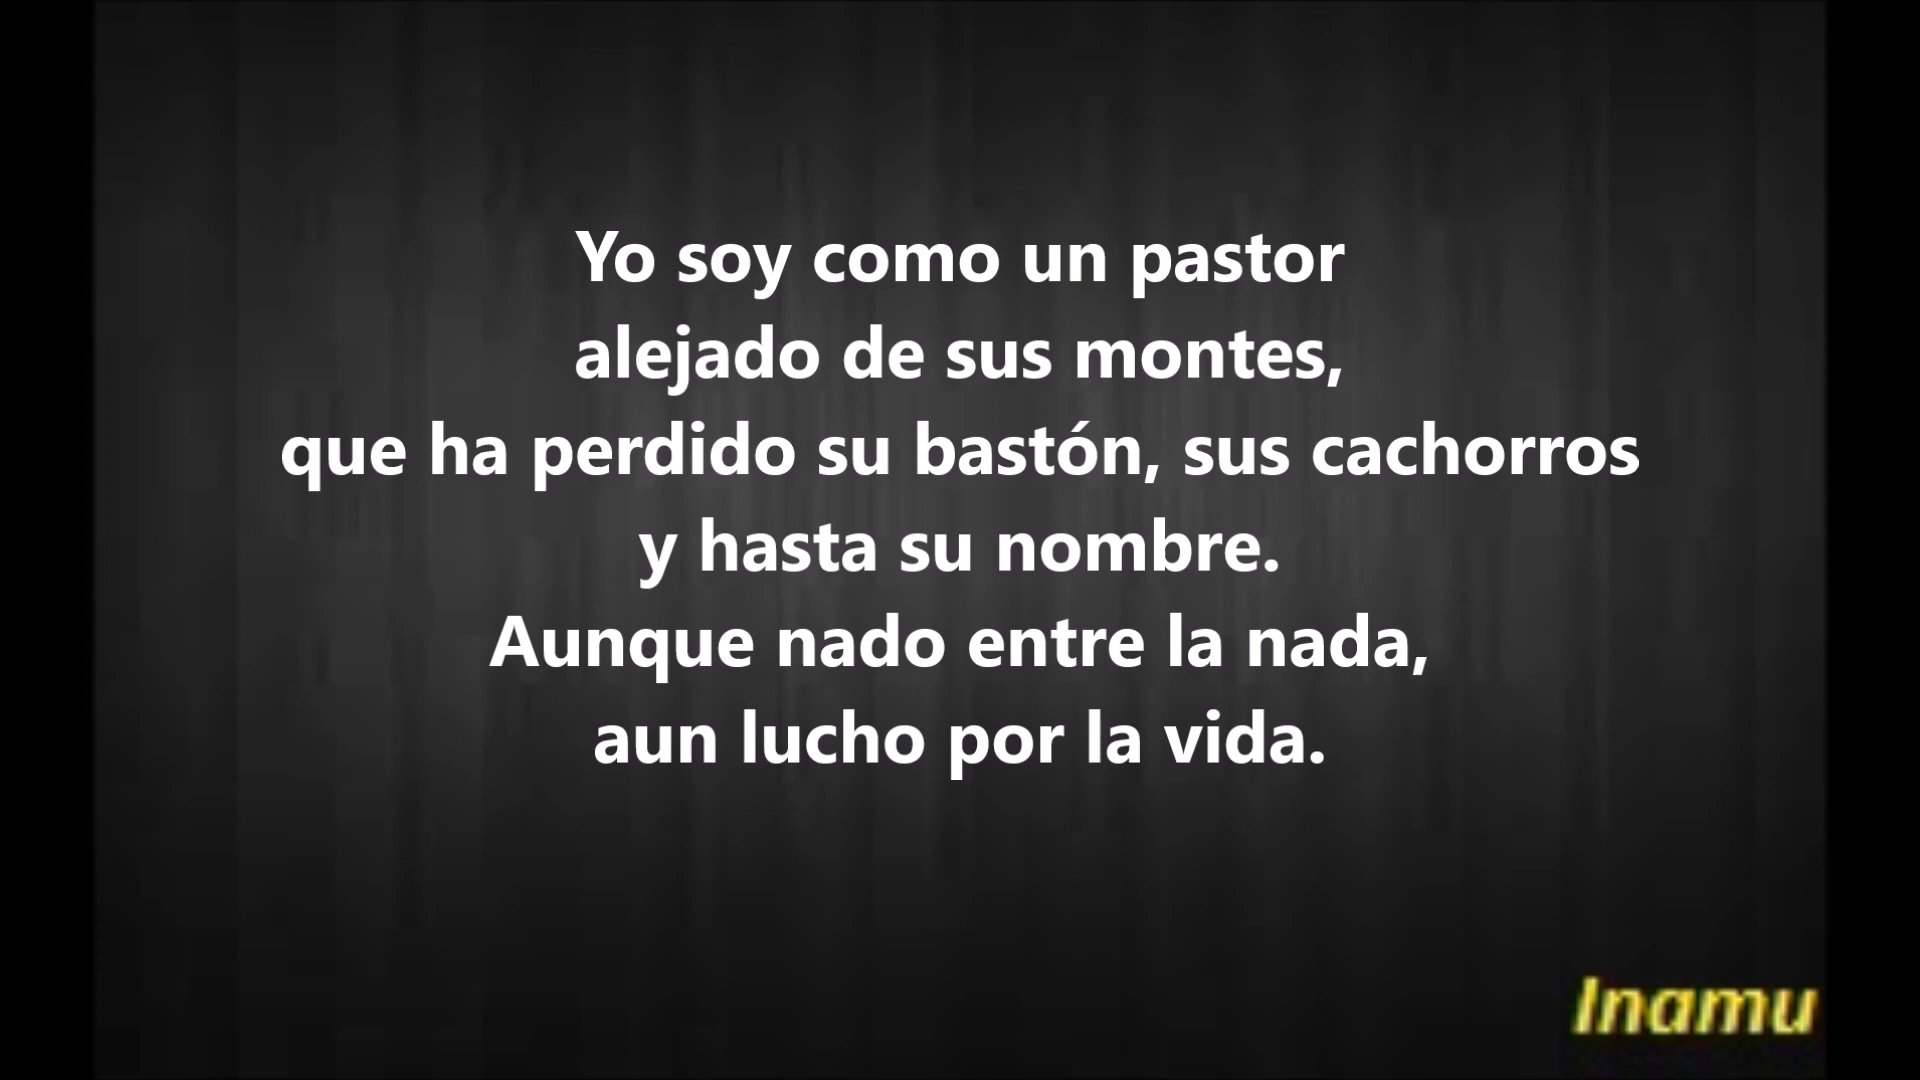 Yo soy como un pastor
alejado de sus montes,
que ha perdido su bastón, sus cachorros
y hasta su nombre.
Aunque nado entre la nada,
aun lucho por la vida.
Inamu